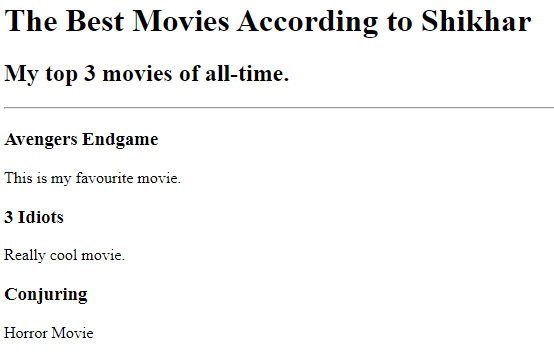 The Best Movies According to Shikhar
My top 3 movies of all-time.
Avengers Endgame
This is my favourite movie.
3 Idiots
Really cool movie.
Conjuring
Horror Movie